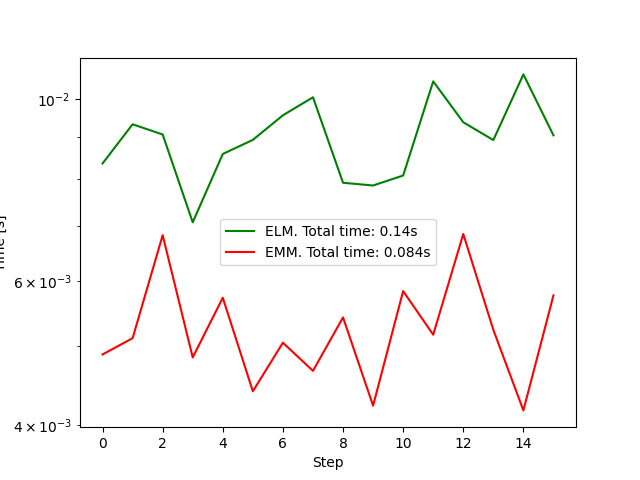 10⁻²
6 × 10⁻³
4 × 10⁻³
Time [s]
ELM. Total time: 0.14s
EMM. Total time: 0.084s
0 2 4 6 8 10 12 14
Step